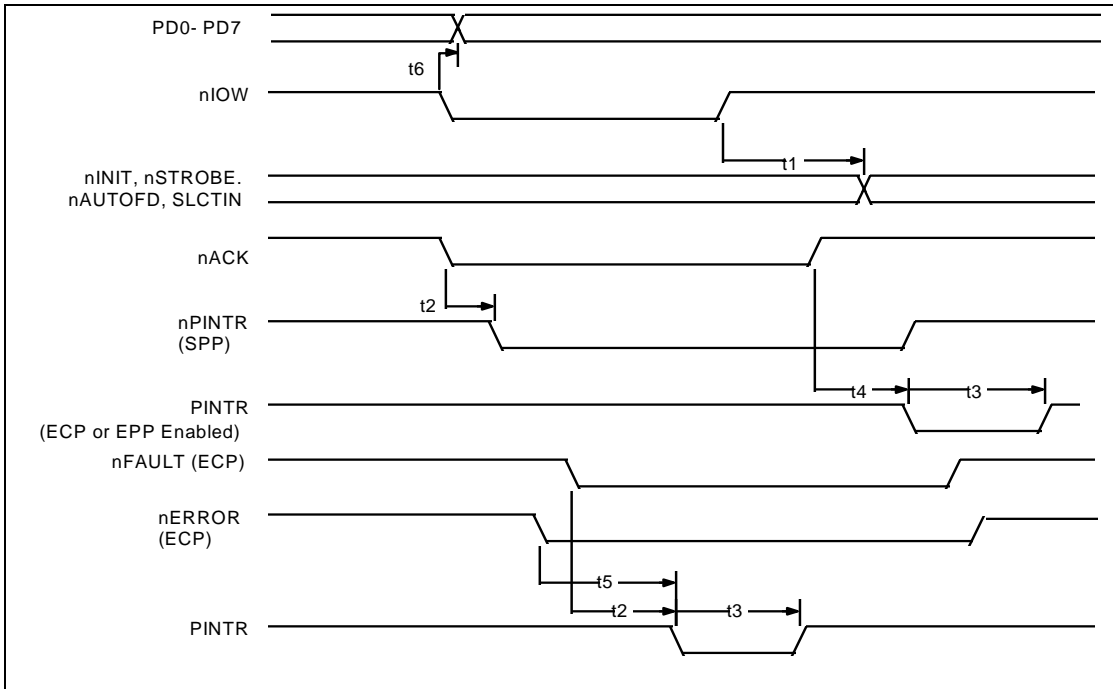 PD0- PD7
t6
nIOW
t1
nINIT, nSTROBE.
nAUTOFD, SLCTIN
nACK
t2
nPINTR
(SPP)
t4
t3
PINTR
(ECP or EPP Enabled)
nFAULT (ECP)
nERROR
(ECP)
t5
t2
t3
PINTR